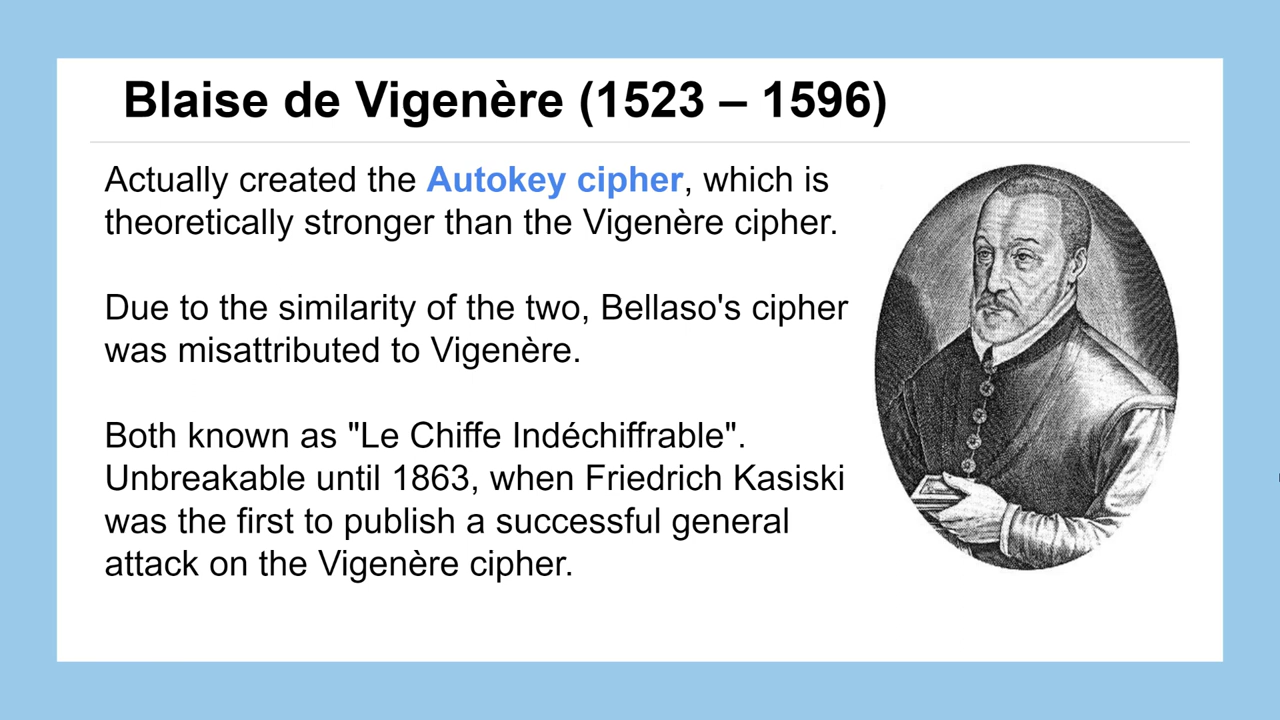 Blaise de Vigenère (1523 – 1596)
Actually created the Autokey cipher, which is
theoretically stronger than the Vigenère cipher.
Due to the similarity of the two, Bellaso's cipher
was misattributed to Vigenère.
Both known as "Le Chiffe Indéchiffrable".
Unbreakable until 1863, when Friedrich Kasiski
was the first to publish a successful general
attack on the Vigenère cipher.